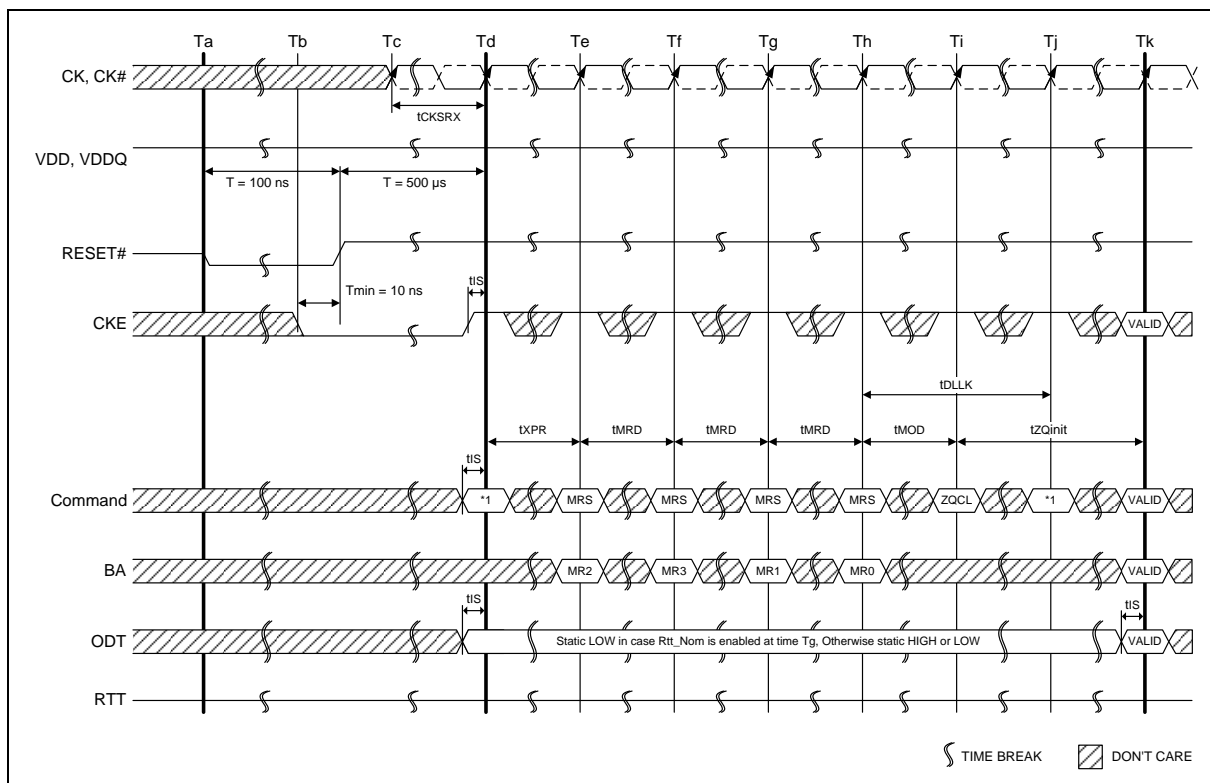 Ta Tb Tc Td Te Tf Tg Th Ti Tj Tk
CK, CK#
tCKSRX
VDD, VDDQ
T = 100 ns T = 500 µs
RESET#
tIS
Tmin = 10 ns
CKE VALID
tDLLK
tXPR tMRD tMRD tMRD tMOD tZQinit
tIS
Command *1 MRS MRS MRS MRS ZQCL *1 VALID
BA MR2 MR3 MR1 MR0 VALID
tIS tIS
ODT Static LOW in case Rtt_Nom is enabled at time Tg, Otherwise static HIGH or LOW VALID
RTT
TIME BREAK DON'T CARE